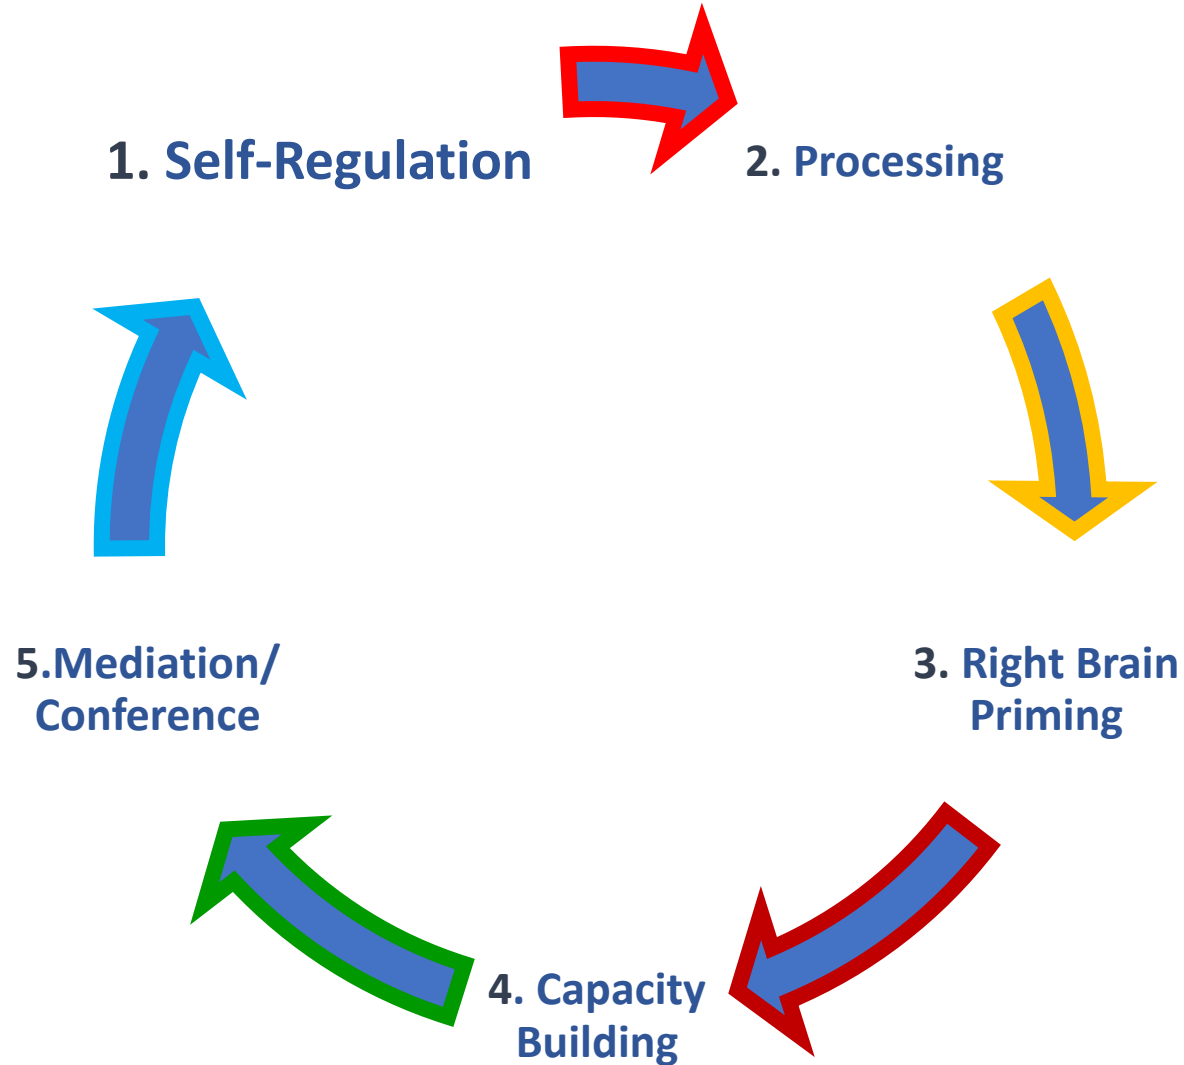 1. Self-Regulation
2. Processing
3. Right Brain
Priming
4. Capacity
Building
5.Mediation/
Conference